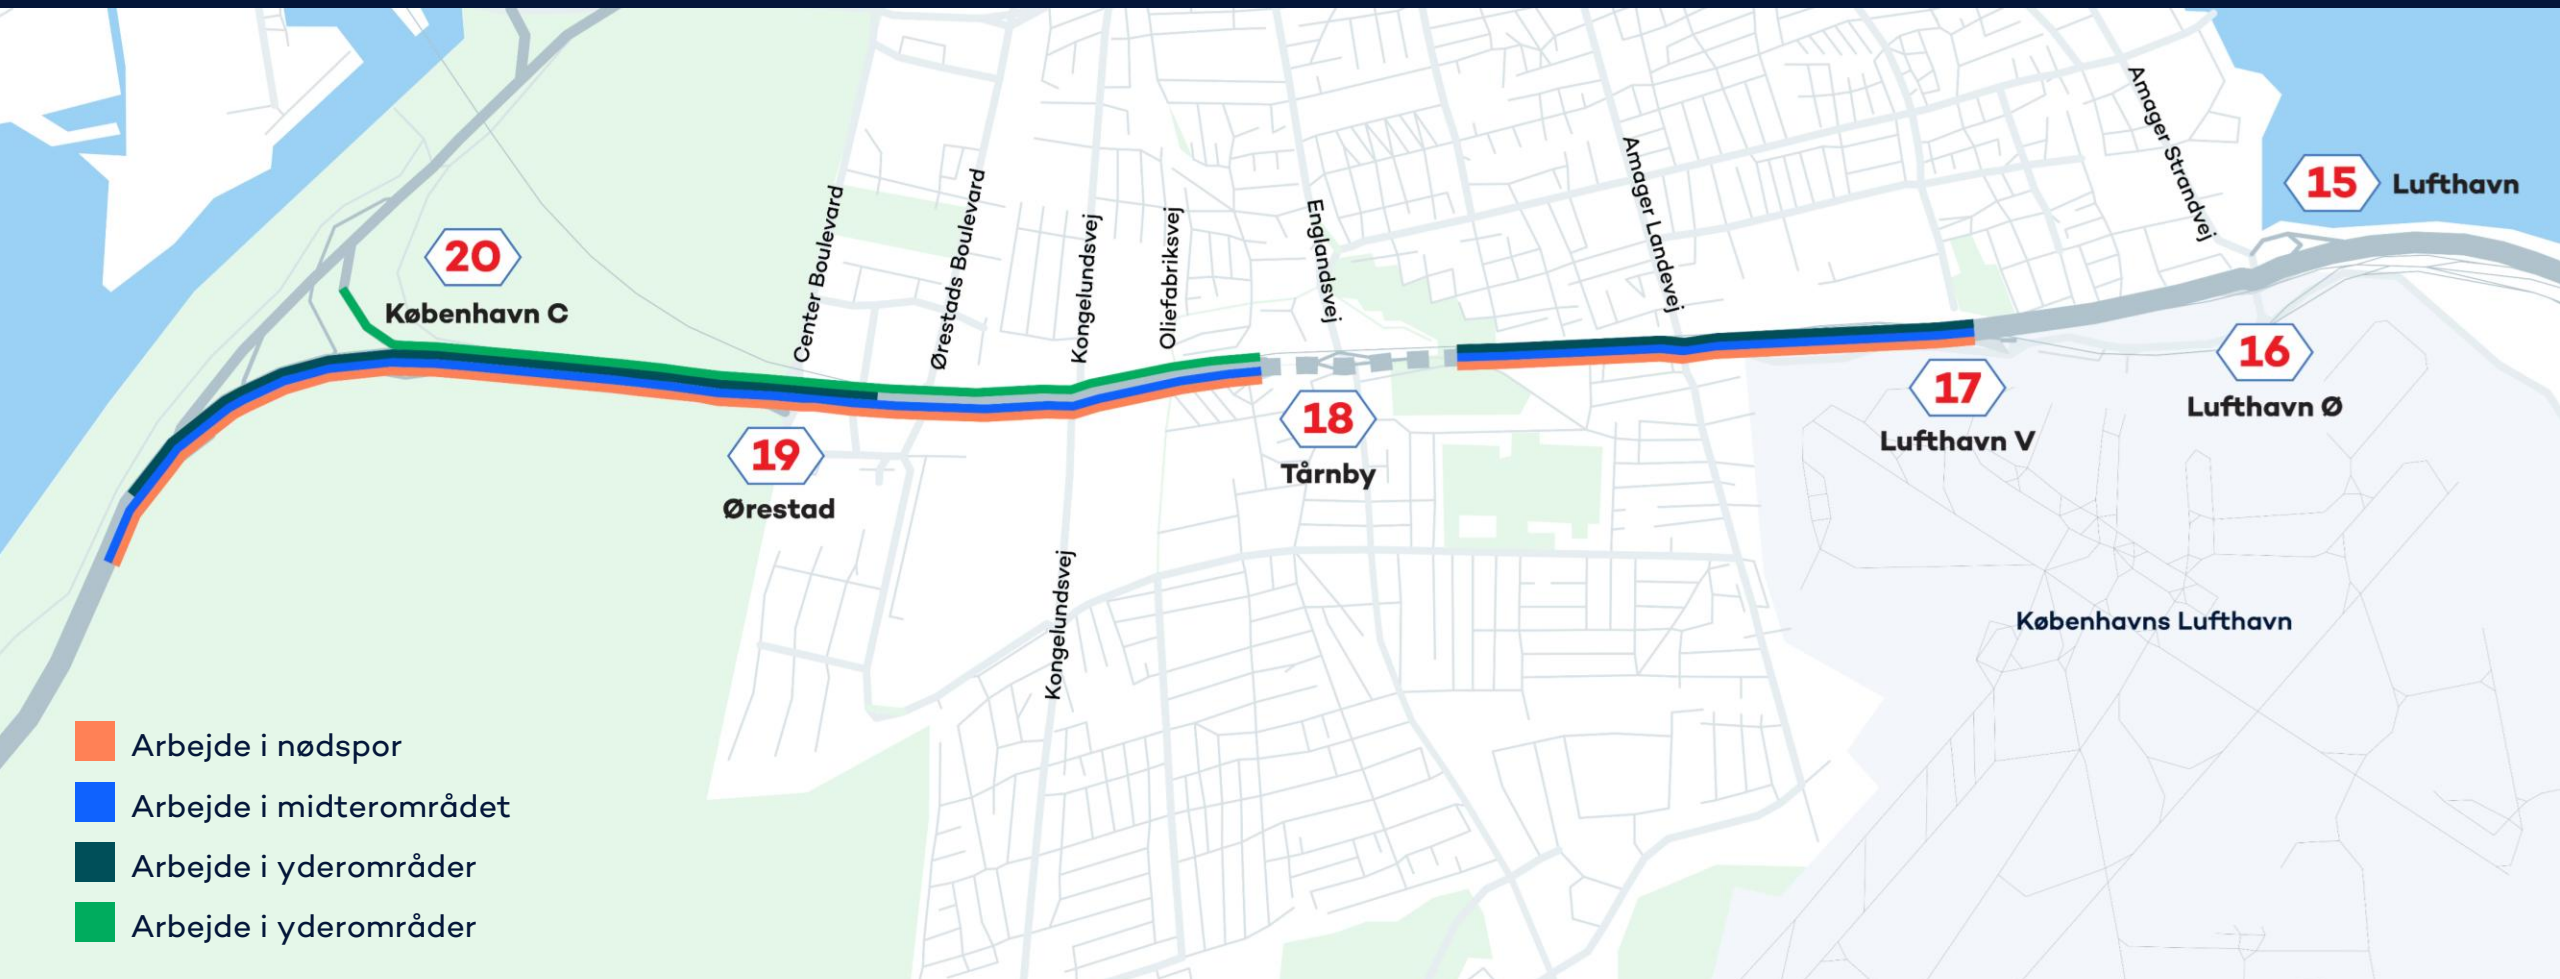 Amager Strandvej
15
Lufthavn
Amager Landevej
Center Boulevard
Ørestads Boulevard
Kongelundsvej
Oliefabriksvej
Englandsvej
20
København C
16
Lufthavn Ø
17
Lufthavn V
18
Tårnby
19
Ørestad
Kongelundsvej
Københavns Lufthavn
Arbejde i nødspor
Arbejde i midterområdet
Arbejde i yderområder
Arbejde i yderområder